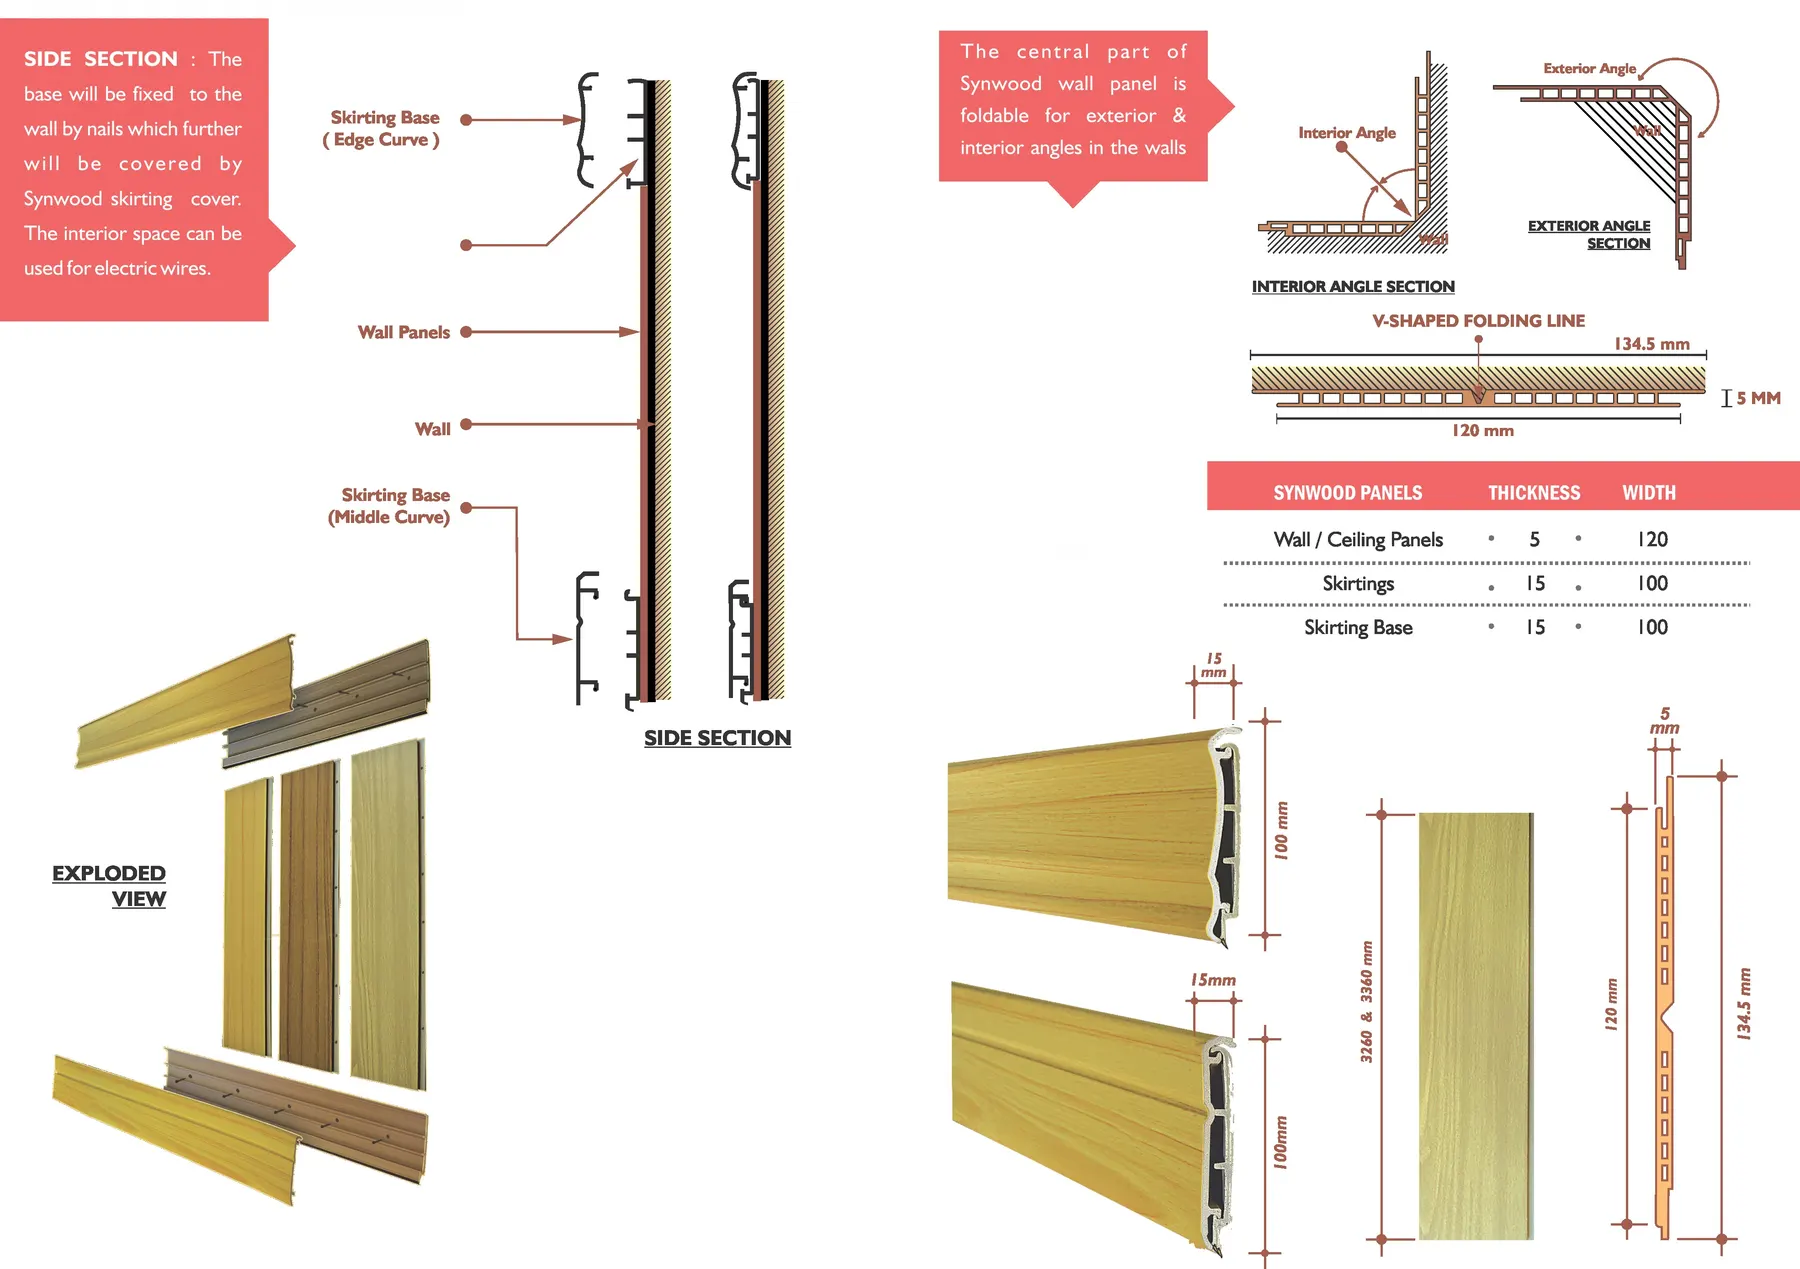 SIDE SECTION : The
base will be fixed to the
wall by nails which further
will be covered by
Synwood skirting cover.
The interior space can be
used for electric wires.
Skirting Base
( Edge Curve )
Wall Panels
Wall
Skirting Base
(Middle Curve)
SIDE SECTION
EXPLODED
VIEW
The central part of
Synwood wall panel is
foldable for exterior &
interior angles in the walls
Interior Angle
Wall
INTERIOR ANGLE SECTION
Exterior Angle
Wall
EXTERIOR ANGLE
SECTION
V-SHAPED FOLDING LINE
134.5 mm
5 MM
120 mm
SYNWOOD PANELS THICKNESS WIDTH
Wall / Ceiling Panels • 5 • 120
Skirtings • 15 • 100
Skirting Base • 15 • 100
15
mm
100 mm
15mm
100mm
3260 & 3360 mm
5
mm
120 mm
134.5 mm